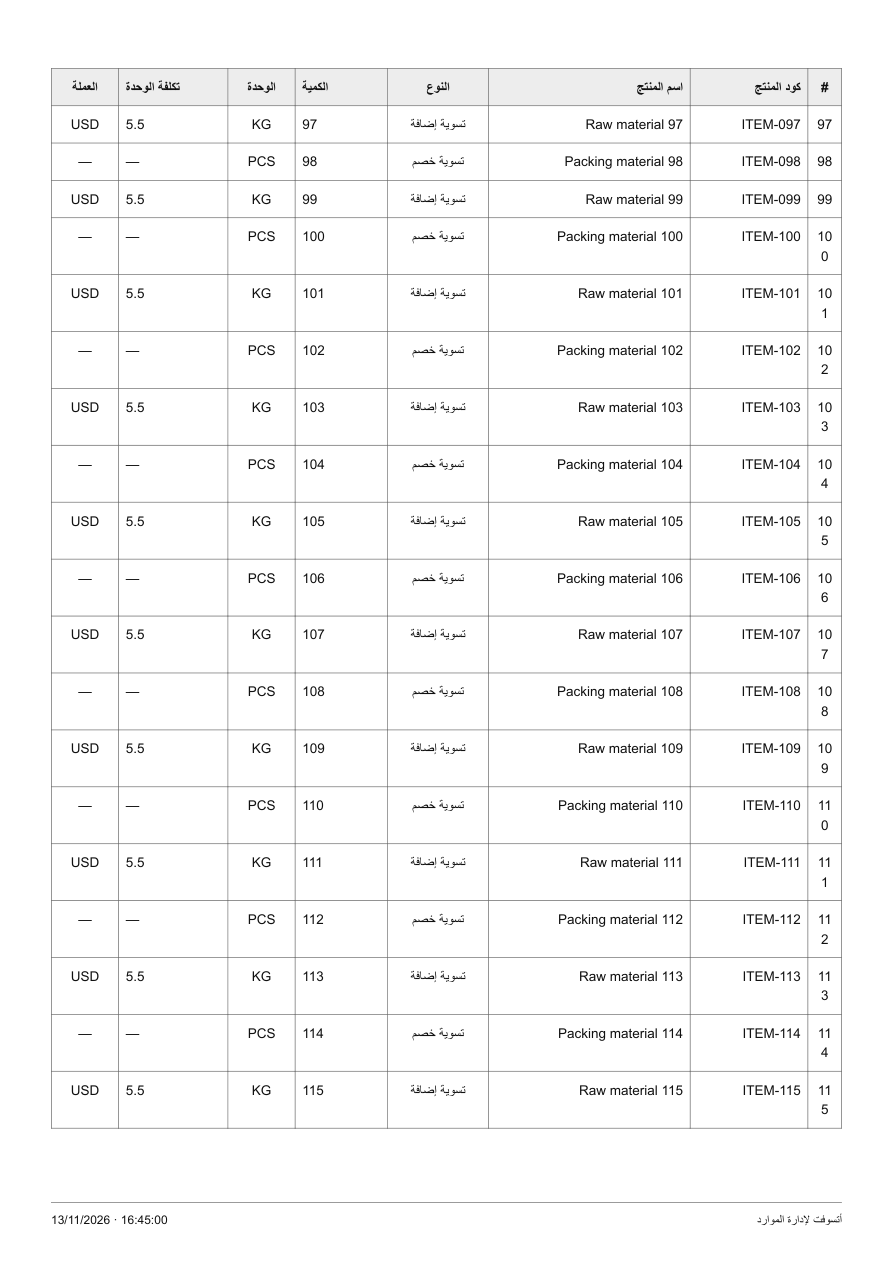 # كود المنتج اسم المنتج النوع الكمية الوحدة تكلفة الوحدة العملة
97 ITEM-097 Raw material 97 تسوية إضافة 97 KG 5.5 USD
98 ITEM-098 Packing material 98 تسوية خصم 98 PCS — —
99 ITEM-099 Raw material 99 تسوية إضافة 99 KG 5.5 USD
100 ITEM-100 Packing material 100 تسوية خصم 100 PCS — —
101 ITEM-101 Raw material 101 تسوية إضافة 101 KG 5.5 USD
102 ITEM-102 Packing material 102 تسوية خصم 102 PCS — —
103 ITEM-103 Raw material 103 تسوية إضافة 103 KG 5.5 USD
104 ITEM-104 Packing material 104 تسوية خصم 104 PCS — —
105 ITEM-105 Raw material 105 تسوية إضافة 105 KG 5.5 USD
106 ITEM-106 Packing material 106 تسوية خصم 106 PCS — —
107 ITEM-107 Raw material 107 تسوية إضافة 107 KG 5.5 USD
108 ITEM-108 Packing material 108 تسوية خصم 108 PCS — —
109 ITEM-109 Raw material 109 تسوية إضافة 109 KG 5.5 USD
110 ITEM-110 Packing material 110 تسوية خصم 110 PCS — —
111 ITEM-111 Raw material 111 تسوية إضافة 111 KG 5.5 USD
112 ITEM-112 Packing material 112 تسوية خصم 112 PCS — —
113 ITEM-113 Raw material 113 تسوية إضافة 113 KG 5.5 USD
114 ITEM-114 Packing material 114 تسوية خصم 114 PCS — —
115 ITEM-115 Raw material 115 تسوية إضافة 115 KG 5.5 USD
أتسوفت لإدارة الموارد
13/11/2026 · 16:45:00